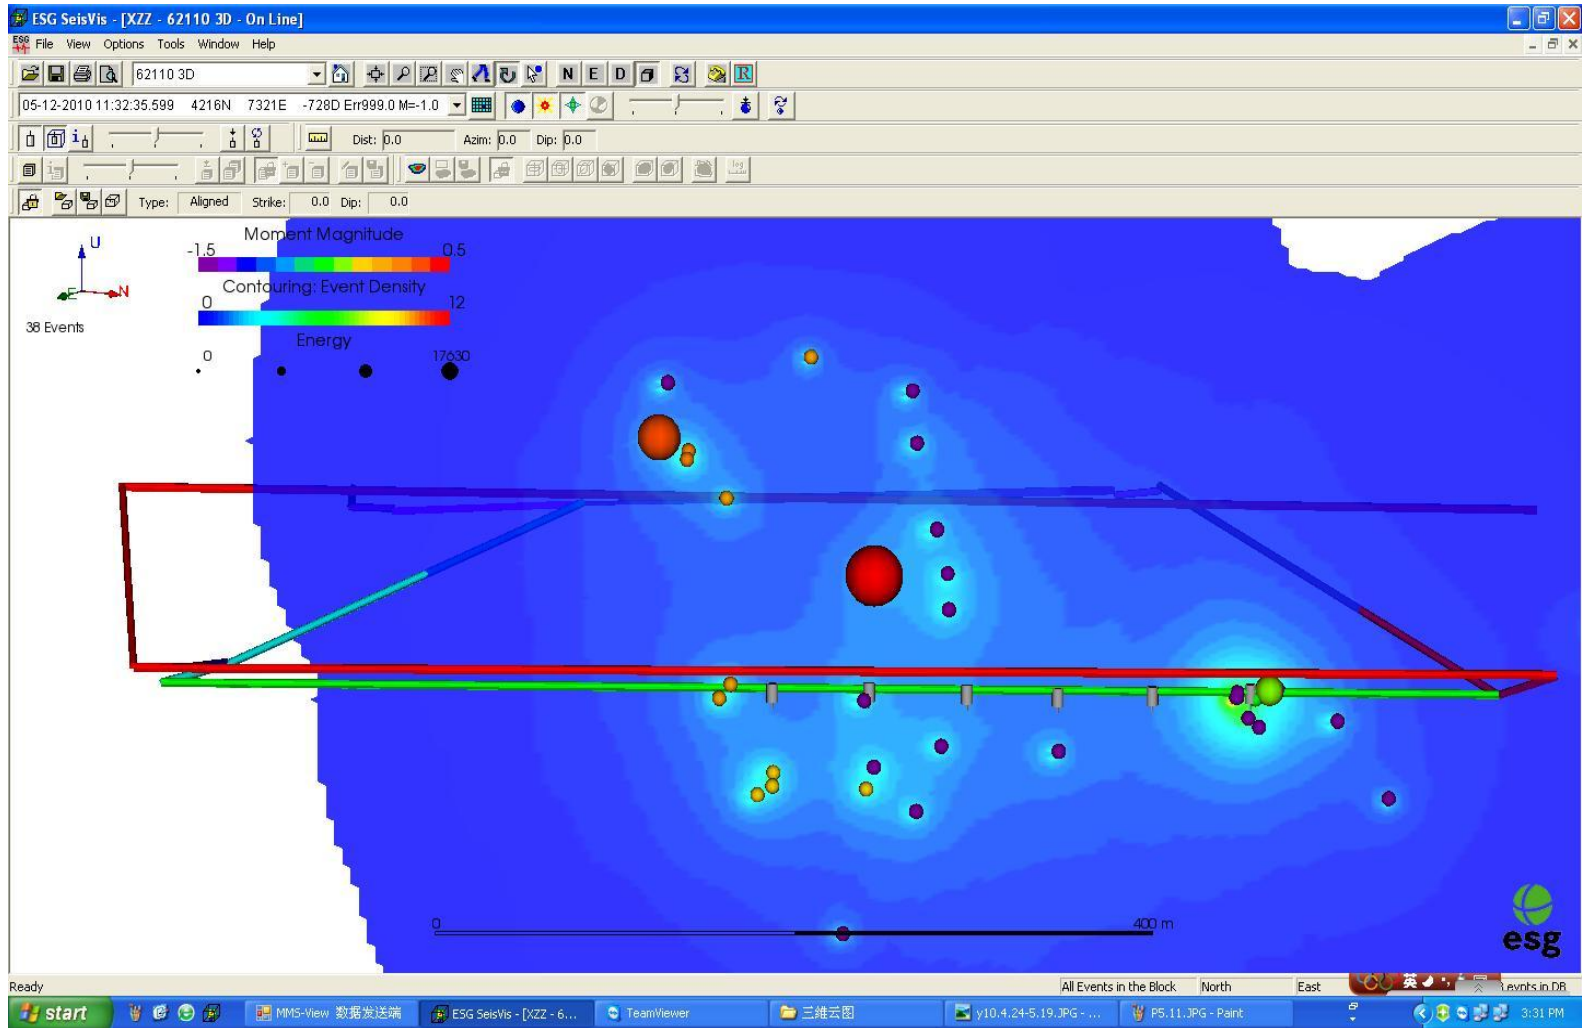 ESG SeisVis - [XZZ - 62110 3D - On Line]
File View Options Tools Window Help
62110 3D
N E D
R
05-12-2010 11:32:35.599 4216N 7321E -728D Err999.0 M=-1.0
Dist: 0.0 Azim: 0.0 Dip: 0.0
Type: Aligned Strike: 0.0 Dip: 0.0
U
E N
38 Events
Moment Magnitude
-1.5 0.5
Contouring: Event Density
0 12
Energy
0 17630
0 400 m
esg
Ready All Events in the Block North East
英
start MMS-View 数据发送端 ESG SeisVis - [XZZ - 6... TeamViewer 三维云图 y10.4.24-5.19.JPG - ... P5.11.JPG - Paint 3:31 PM